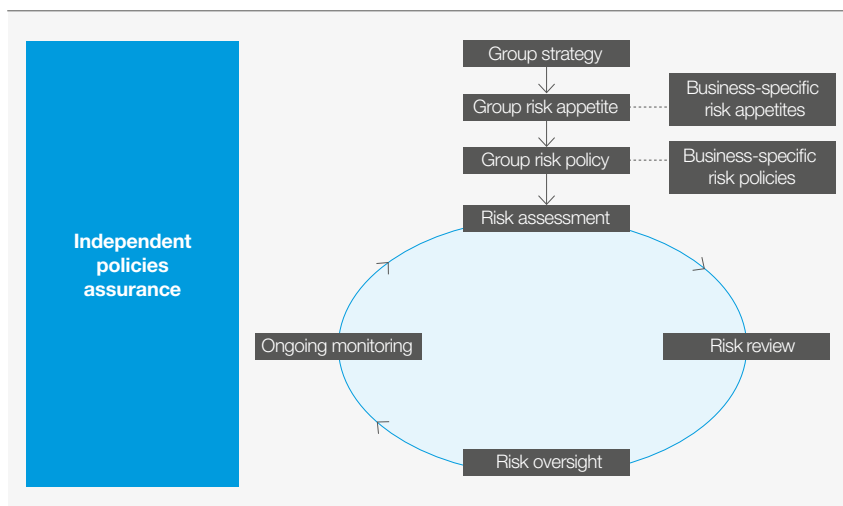 Group strategy
Group risk appetite
Business-specific
risk appetites
Group risk policy
Business-specific
risk policies
Risk assessment
Independent
policies
assurance
Ongoing monitoring
Risk review
Risk oversight